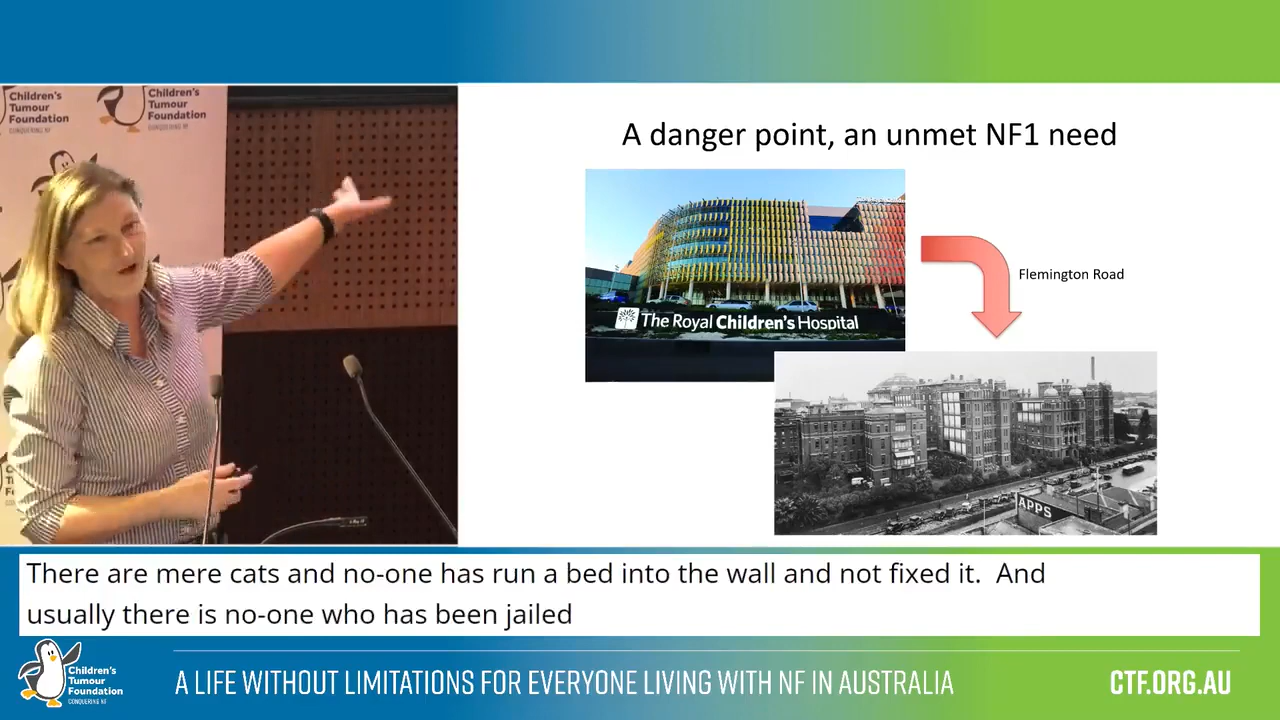 Children's
Tumour
Foundation
CONQUERING NF
Children's
Tumour
Foundation
CONQUERING NF
A danger point, an unmet NF1 need
The Royal Children's Hospital
Flemington Road
APPS
There are mere cats and no-one has run a bed into the wall and not fixed it. And
usually there is no-one who has been jailed
Children's
Tumour
Foundation
CONQUERING NF
A LIFE WITHOUT LIMITATIONS FOR EVERYONE LIVING WITH NF IN AUSTRALIA
CTF.ORG.AU